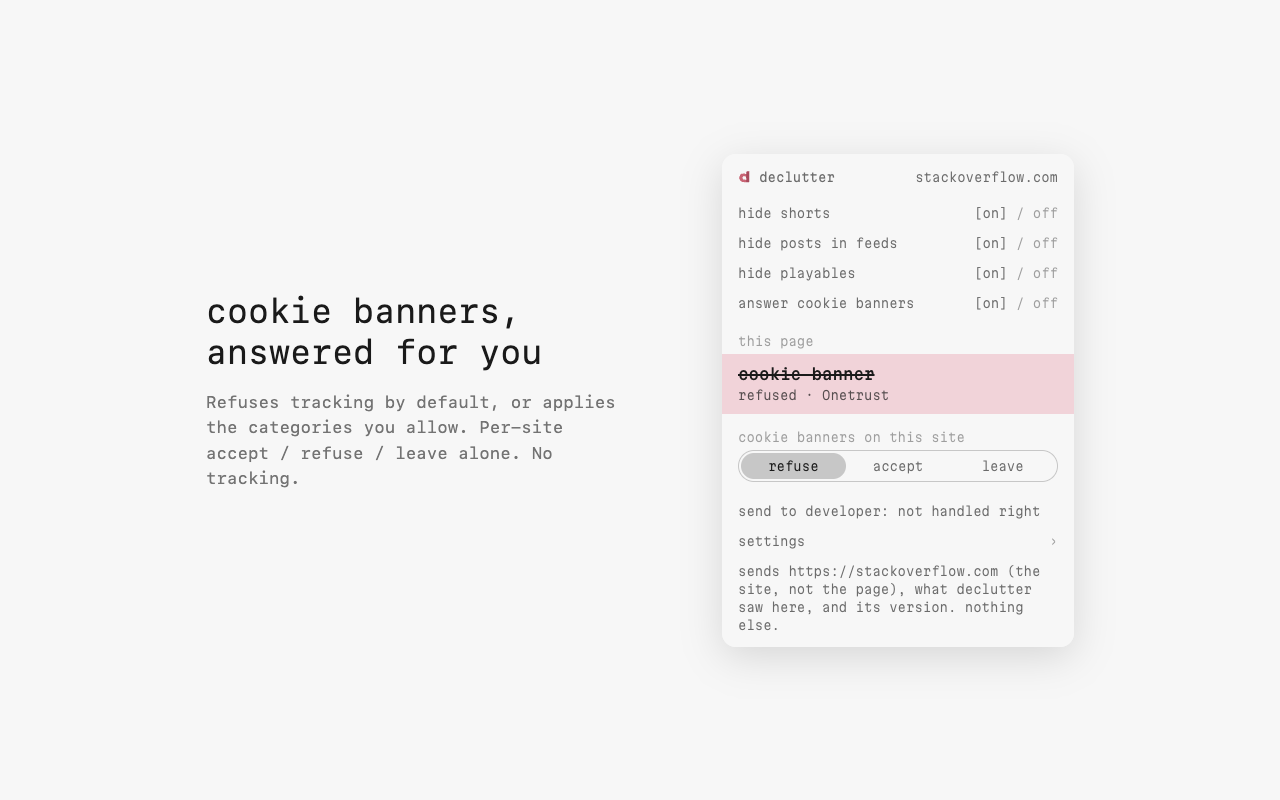 cookie banners,
answered for you
Refuses tracking by default, or applies
the categories you allow. Per-site
accept / refuse / leave alone. No
tracking.
d declutter stackoverflow.com
hide shorts [on] / off
hide posts in feeds [on] / off
hide playables [on] / off
answer cookie banners [on] / off
this page
cookie banner
refused · Onetrust
cookie banners on this site
refuse accept leave
send to developer: not handled right
settings ›
sends https://stackoverflow.com (the
site, not the page), what declutter
saw here, and its version. nothing
else.